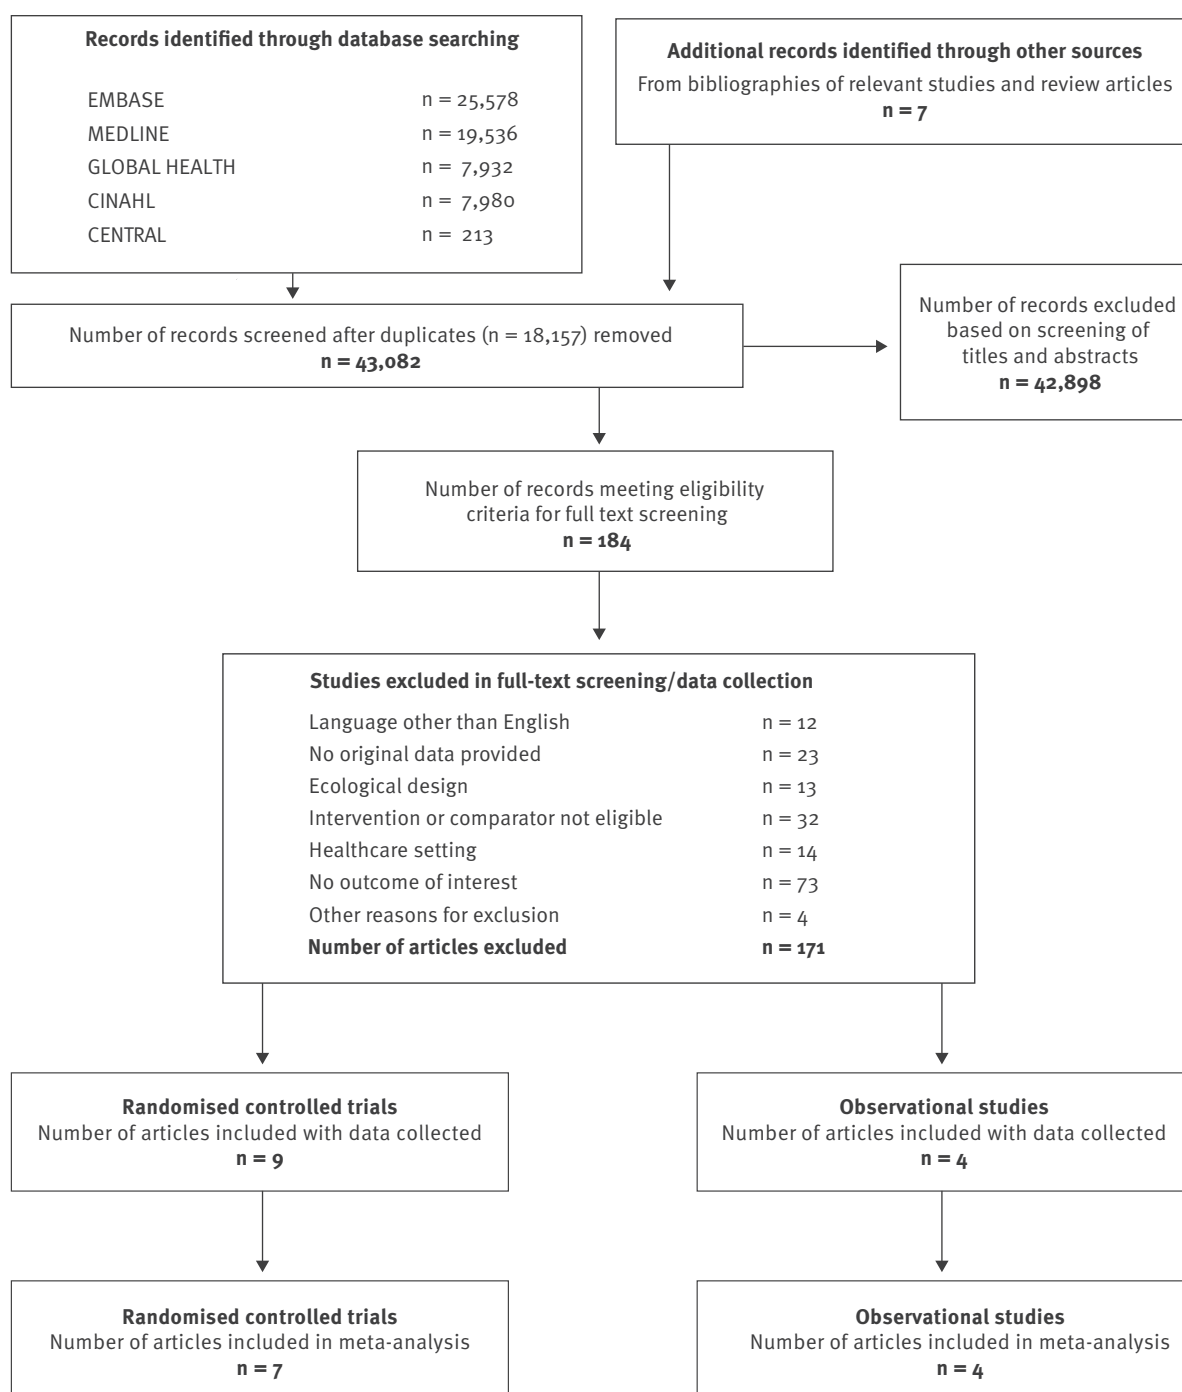 Records identified through database searching
EMBASE n = 25,578
MEDLINE n = 19,536
GLOBAL HEALTH n = 7,932
CINAHL n = 7,980
CENTRAL n = 213
Additional records identified through other sources
From bibliographies of relevant studies and review articles
n = 7
Number of records screened after duplicates (n = 18,157) removed
n = 43,082
Number of records excluded
based on screening of
titles and abstracts
n = 42,898
Number of records meeting eligibility
criteria for full text screening
n = 184
Studies excluded in full-text screening/data collection
Language other than English n = 12
No original data provided n = 23
Ecological design n = 13
Intervention or comparator not eligible n = 32
Healthcare setting n = 14
No outcome of interest n = 73
Other reasons for exclusion n = 4
Number of articles excluded n = 171
Randomised controlled trials
Number of articles included with data collected
n = 9
Observational studies
Number of articles included with data collected
n = 4
Randomised controlled trials
Number of articles included in meta-analysis
n = 7
Observational studies
Number of articles included in meta-analysis
n = 4